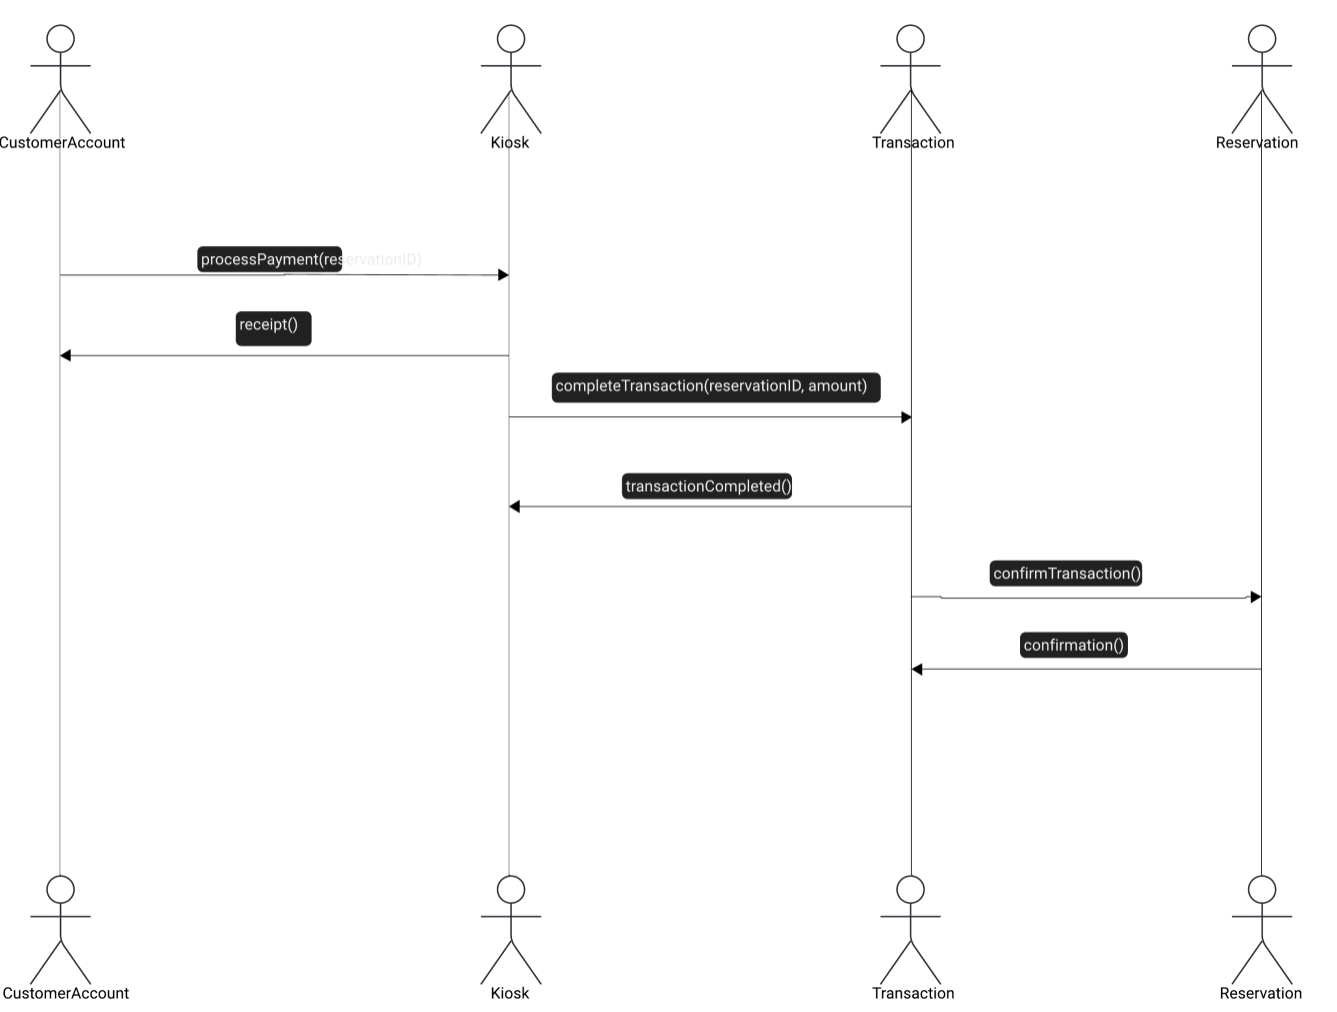 CustomerAccount
Kiosk
Transaction
Reservation
processPayment(reservationID)
receipt()
completeTransaction(reservationID, amount)
transactionCompleted()
confirmTransaction()
confirmation()
CustomerAccount
Kiosk
Transaction
Reservation